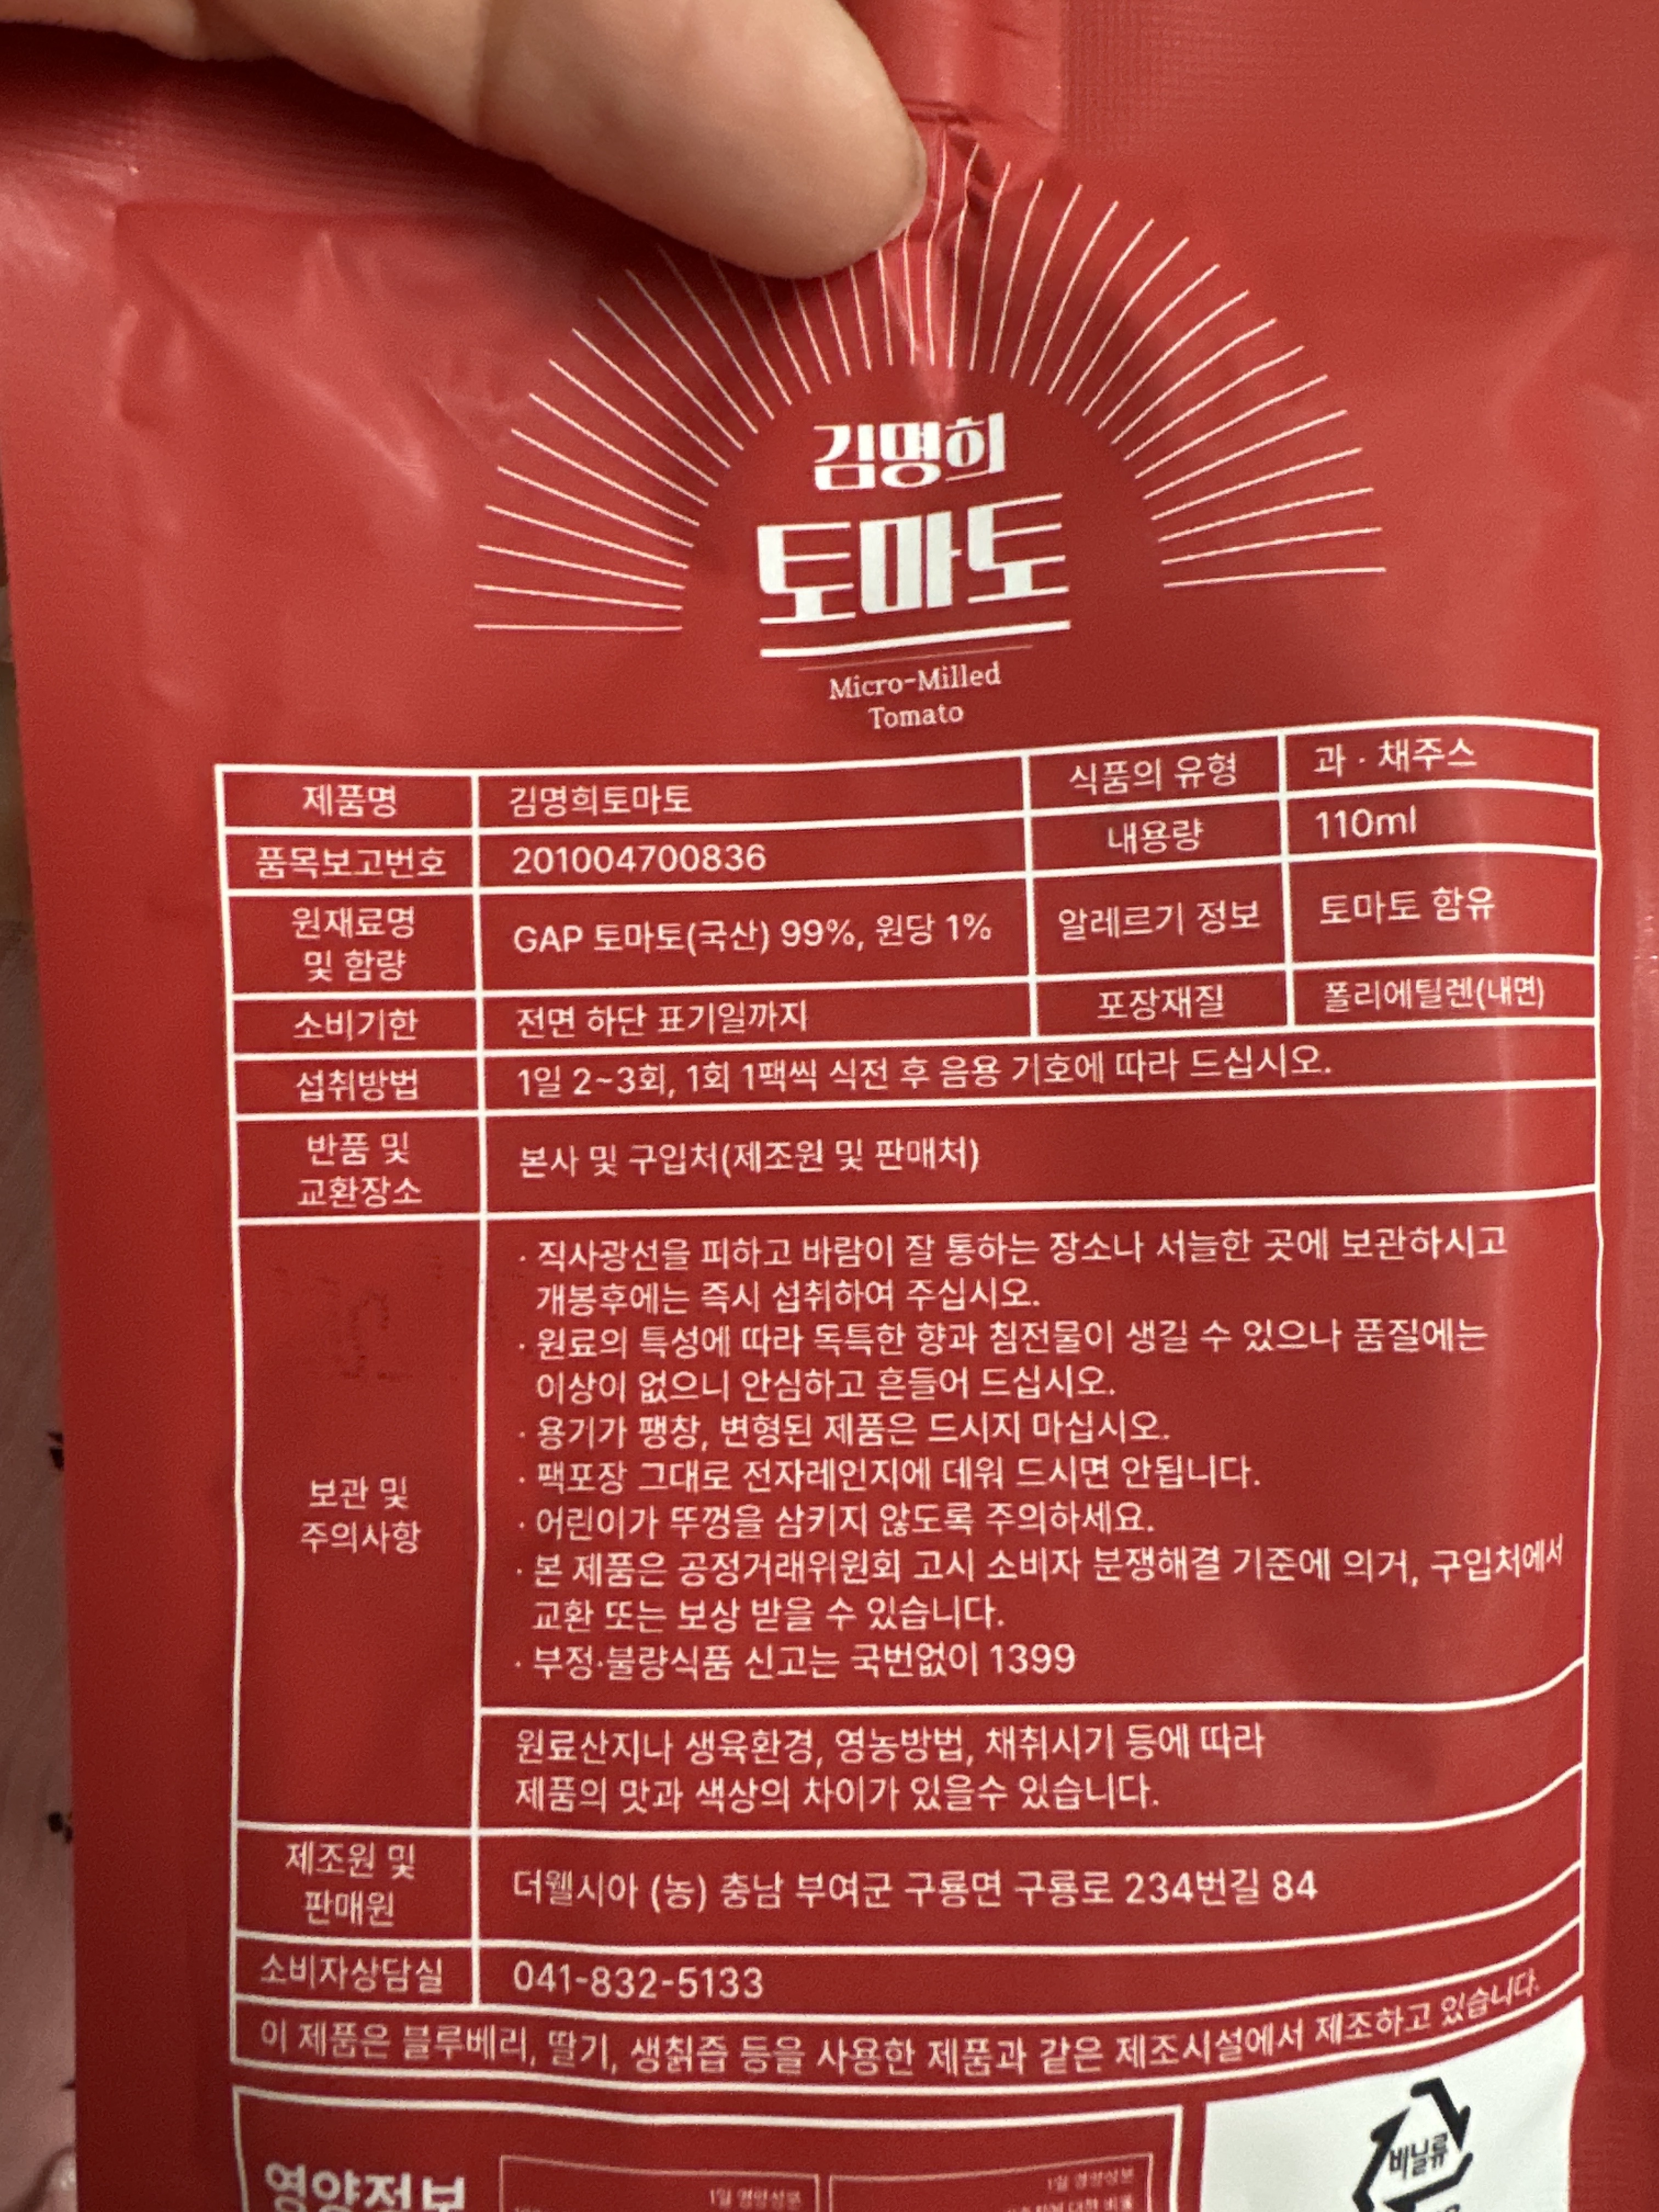 김명희
토마토
Micro-Milled
Tomato
제품명 김명희토마토 식품의 유형 과 · 채주스
품목보고번호 201004700836 내용량 110ml
원재료명
및 함량
GAP 토마토(국산) 99%, 원당 1% 알레르기 정보 토마토 함유
소비기한 전면 하단 표기일까지 포장재질 폴리에틸렌(내면)
섭취방법 1일 2~3회, 1회 1팩씩 식전 후 음용 기호에 따라 드십시오.
반품 및
교환장소
본사 및 구입처(제조원 및 판매처)
보관 및
주의사항
· 직사광선을 피하고 바람이 잘 통하는 장소나 서늘한 곳에 보관하시고
개봉후에는 즉시 섭취하여 주십시오.
· 원료의 특성에 따라 독특한 향과 침전물이 생길 수 있으나 품질에는
이상이 없으니 안심하고 흔들어 드십시오.
· 용기가 팽창, 변형된 제품은 드시지 마십시오.
· 팩포장 그대로 전자레인지에 데워 드시면 안됩니다.
· 어린이가 뚜껑을 삼키지 않도록 주의하세요.
· 본 제품은 공정거래위원회 고시 소비자 분쟁해결 기준에 의거, 구입처에서
교환 또는 보상 받을 수 있습니다.
· 부정·불량식품 신고는 국번없이 1399
원료산지나 생육환경, 영농방법, 채취시기 등에 따라
제품의 맛과 색상의 차이가 있을수 있습니다.
제조원 및
판매원
더웰시아 (농) 충남 부여군 구룡면 구룡로 234번길 84
소비자상담실 041-832-5133
이 제품은 블루베리, 딸기, 생칡즙 등을 사용한 제품과 같은 제조시설에서 제조하고 있습니다.
영양정보
1일 영양성분
1일 영양성분
비닐류